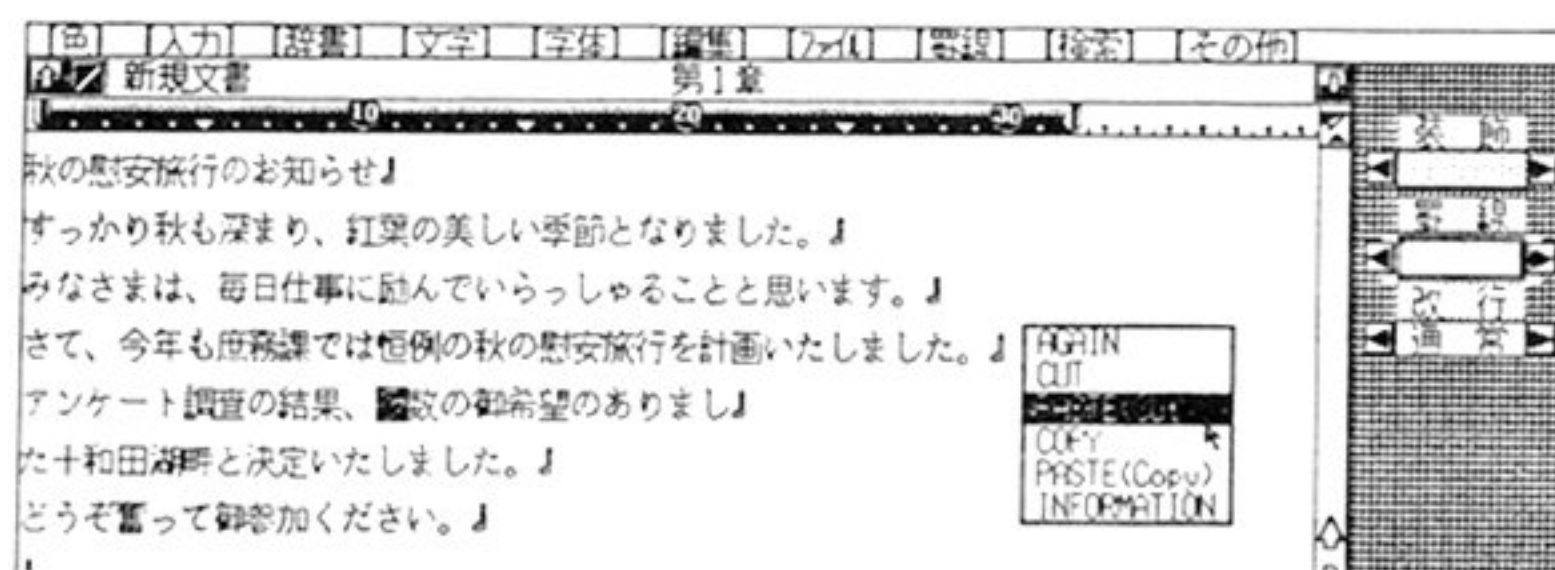 色 入力 辞書 文字 字体 編集 ファイル 罫線 検索 その他
新規文書 第1章
10 20 30
秋の慰安旅行のお知らせ
すっかり秋も深まり、紅葉の美しい季節となりました。
みなさまは、毎日仕事に励んでいらっしゃることと思います。
さて、今年も庶務課では恒例の秋の慰安旅行を計画いたしました。
アンケート調査の結果、数の御希望のありまし
た十和田湖畔と決定いたしました。
どうぞ奮って御参加ください。
AGAIN
CUT
COPY
PASTE(Copy)
INFORMATION
装飾
罫線
改行
通常